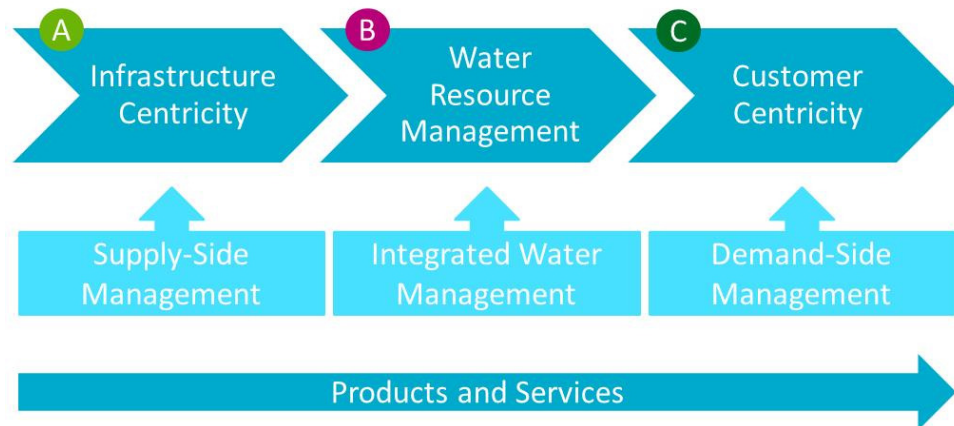 A
Infrastructure
Centricity
B
Water
Resource
Management
C
Customer
Centricity
Supply-Side
Management
Integrated Water
Management
Demand-Side
Management
Products and Services